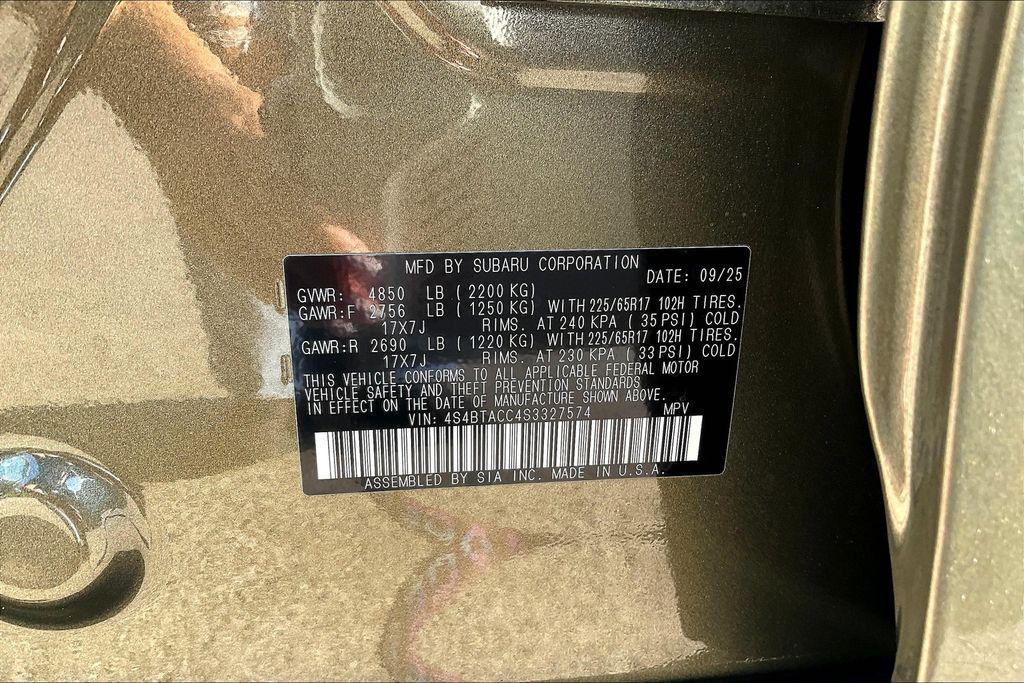 MFD BY SUBARU CORPORATION DATE: 09/25
GVWR: 4850 LB (2200 KG)
GAWR:F 2756 LB (1250 KG) WITH 225/65R17 102H TIRES.
17X7J RIMS. AT 240 KPA (35 PSI) COLD
GAWR:R 2690 LB (1220 KG) WITH 225/65R17 102H TIRES.
17X7J RIMS. AT 230 KPA (33 PSI) COLD
THIS VEHICLE CONFORMS TO ALL APPLICABLE FEDERAL MOTOR
VEHICLE SAFETY AND THEFT PREVENTION STANDARDS
IN EFFECT ON THE DATE OF MANUFACTURE SHOWN ABOVE.
VIN: 4S4BTACC4S3327574 MPV
ASSEMBLED BY SIA INC. MADE IN U.S.A.